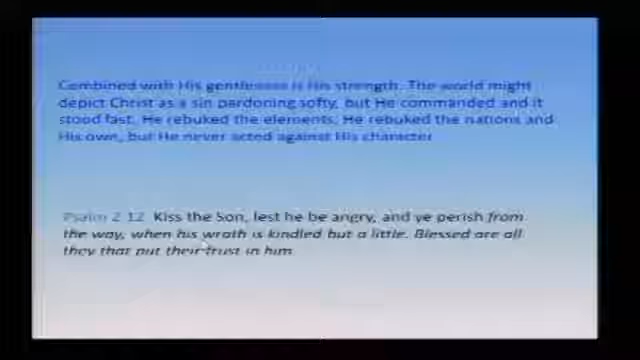 Combined with His gentleness is His strength. The world might
depict Christ as a sin pardoning softy, but He commanded and it
stood fast. He rebuked the elements. He rebuked the nations and
His own, but He never acted against His character
Psalm 2:12 Kiss the Son, lest he be angry, and ye perish from
the way, when his wrath is kindled but a little. Blessed are all
they that put their trust in him